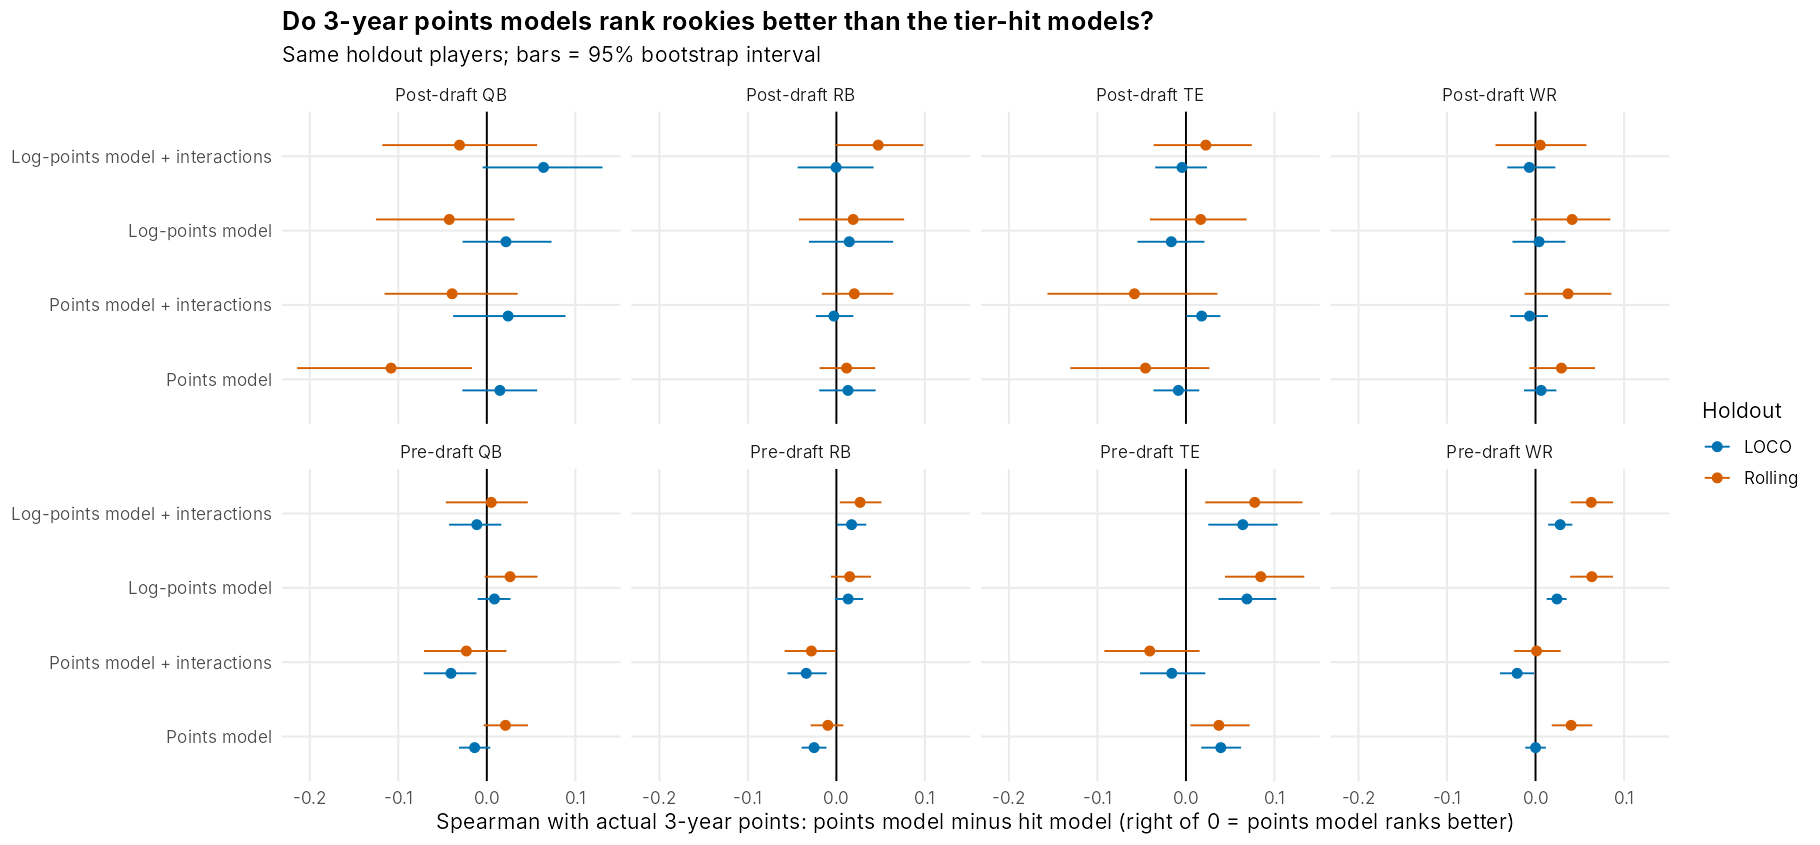 Do 3-year points models rank rookies better than the tier-hit models?
Same holdout players; bars = 95% bootstrap interval
Post-draft QB
Post-draft RB
Post-draft TE
Post-draft WR
Log-points model + interactions
Log-points model
Points model + interactions
Points model
Pre-draft QB
Pre-draft RB
Pre-draft TE
Pre-draft WR
Log-points model + interactions
Log-points model
Points model + interactions
Points model
-0.2 -0.1 0.0 0.1
-0.2 -0.1 0.0 0.1
-0.2 -0.1 0.0 0.1
-0.2 -0.1 0.0 0.1
Spearman with actual 3-year points: points model minus hit model (right of 0 = points model ranks better)
Holdout
LOCO
Rolling